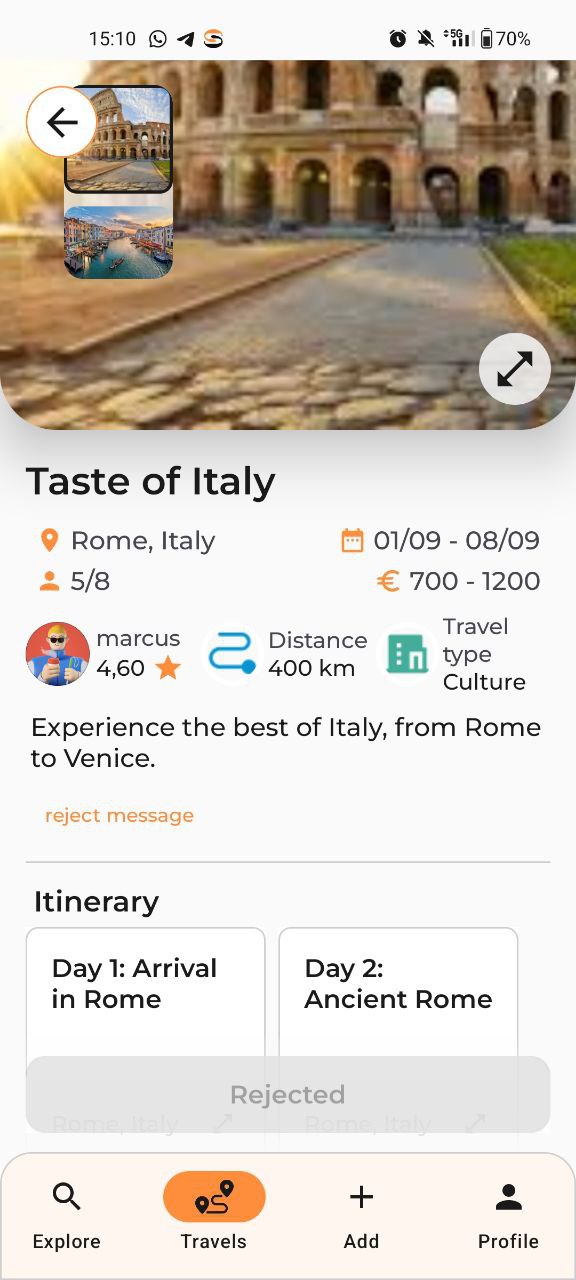 15:10
5G
70%
Taste of Italy
Rome, Italy
01/09 - 08/09
5/8
€ 700 - 1200
marcus
4,60
Distance
400 km
Travel
type
Culture
Experience the best of Italy, from Rome
to Venice.
reject message
Itinerary
Day 1: Arrival
in Rome
Day 2:
Ancient Rome
Rejected
Rome, Italy
Rome, Italy
Explore
Travels
Add
Profile